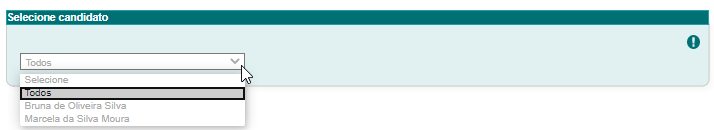 Selecione candidato
Todos
Selecione
Todos
Bruna de Oliveira Silva
Marcela da Silva Moura